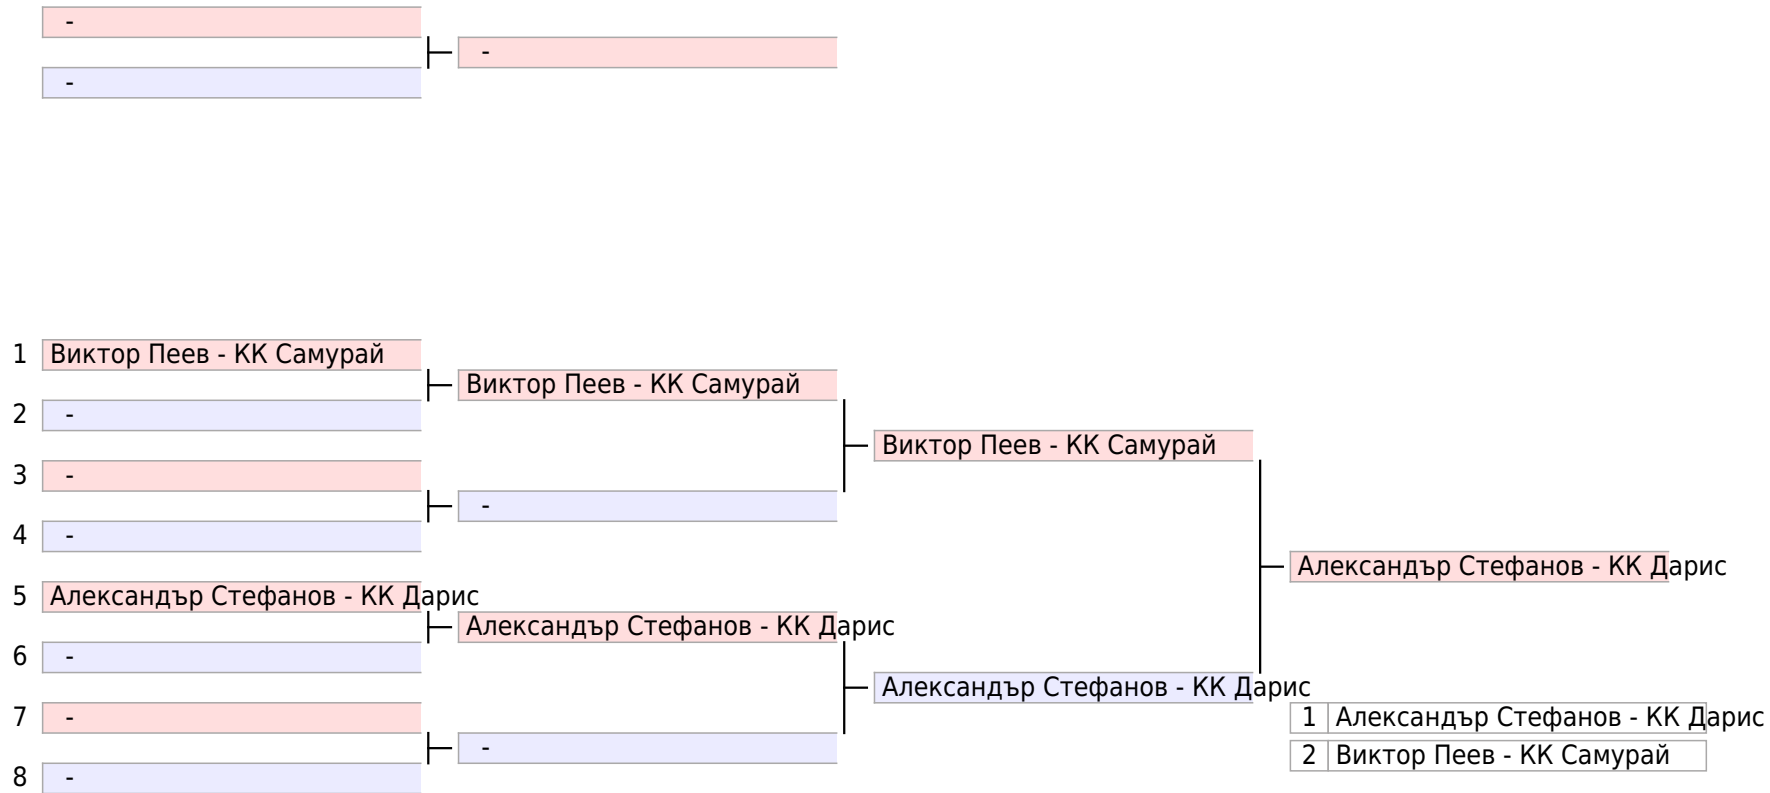 -
-
-
1 Виктор Пеев - КК Самурай
Виктор Пеев - КК Самурай
2 -
Виктор Пеев - КК Самурай
3 -
-
4 -
Александър Стефанов - КК Дарис
5 Александър Стефанов - КК Дарис
Александър Стефанов - КК Дарис
6 -
Александър Стефанов - КК Дарис
7 -
1 Александър Стефанов - КК Дарис
-
2 Виктор Пеев - КК Самурай
8 -